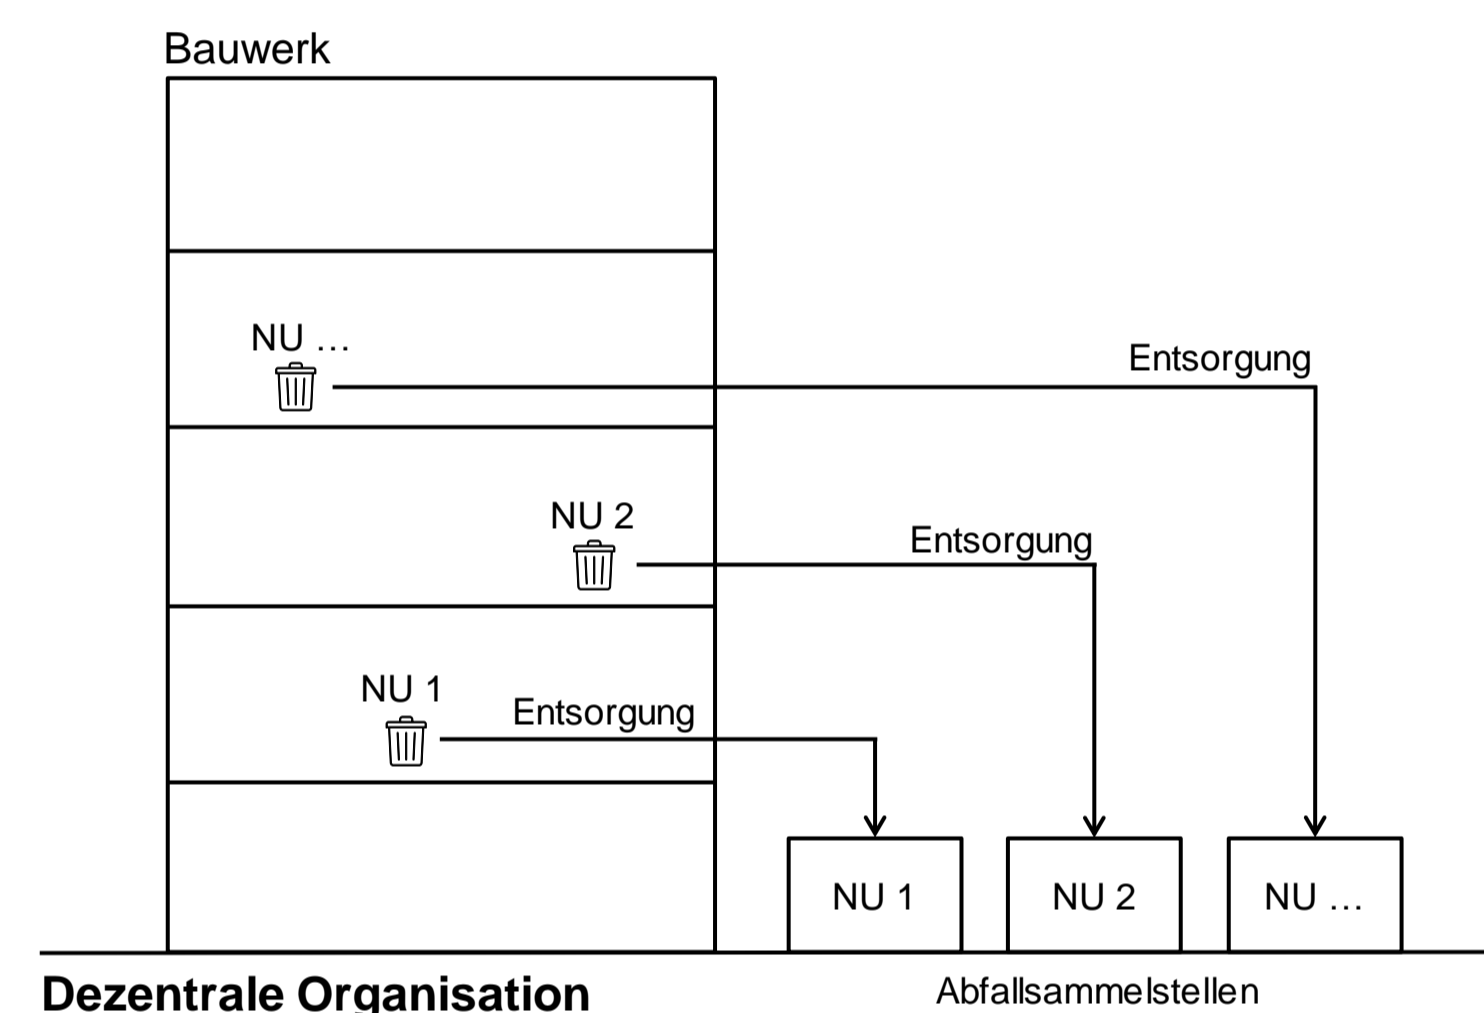 Bauwerk
NU …
Entsorgung
NU 2
Entsorgung
NU 1
Entsorgung
NU 1
NU 2
NU …
Dezentrale Organisation
Abfallsammelstellen